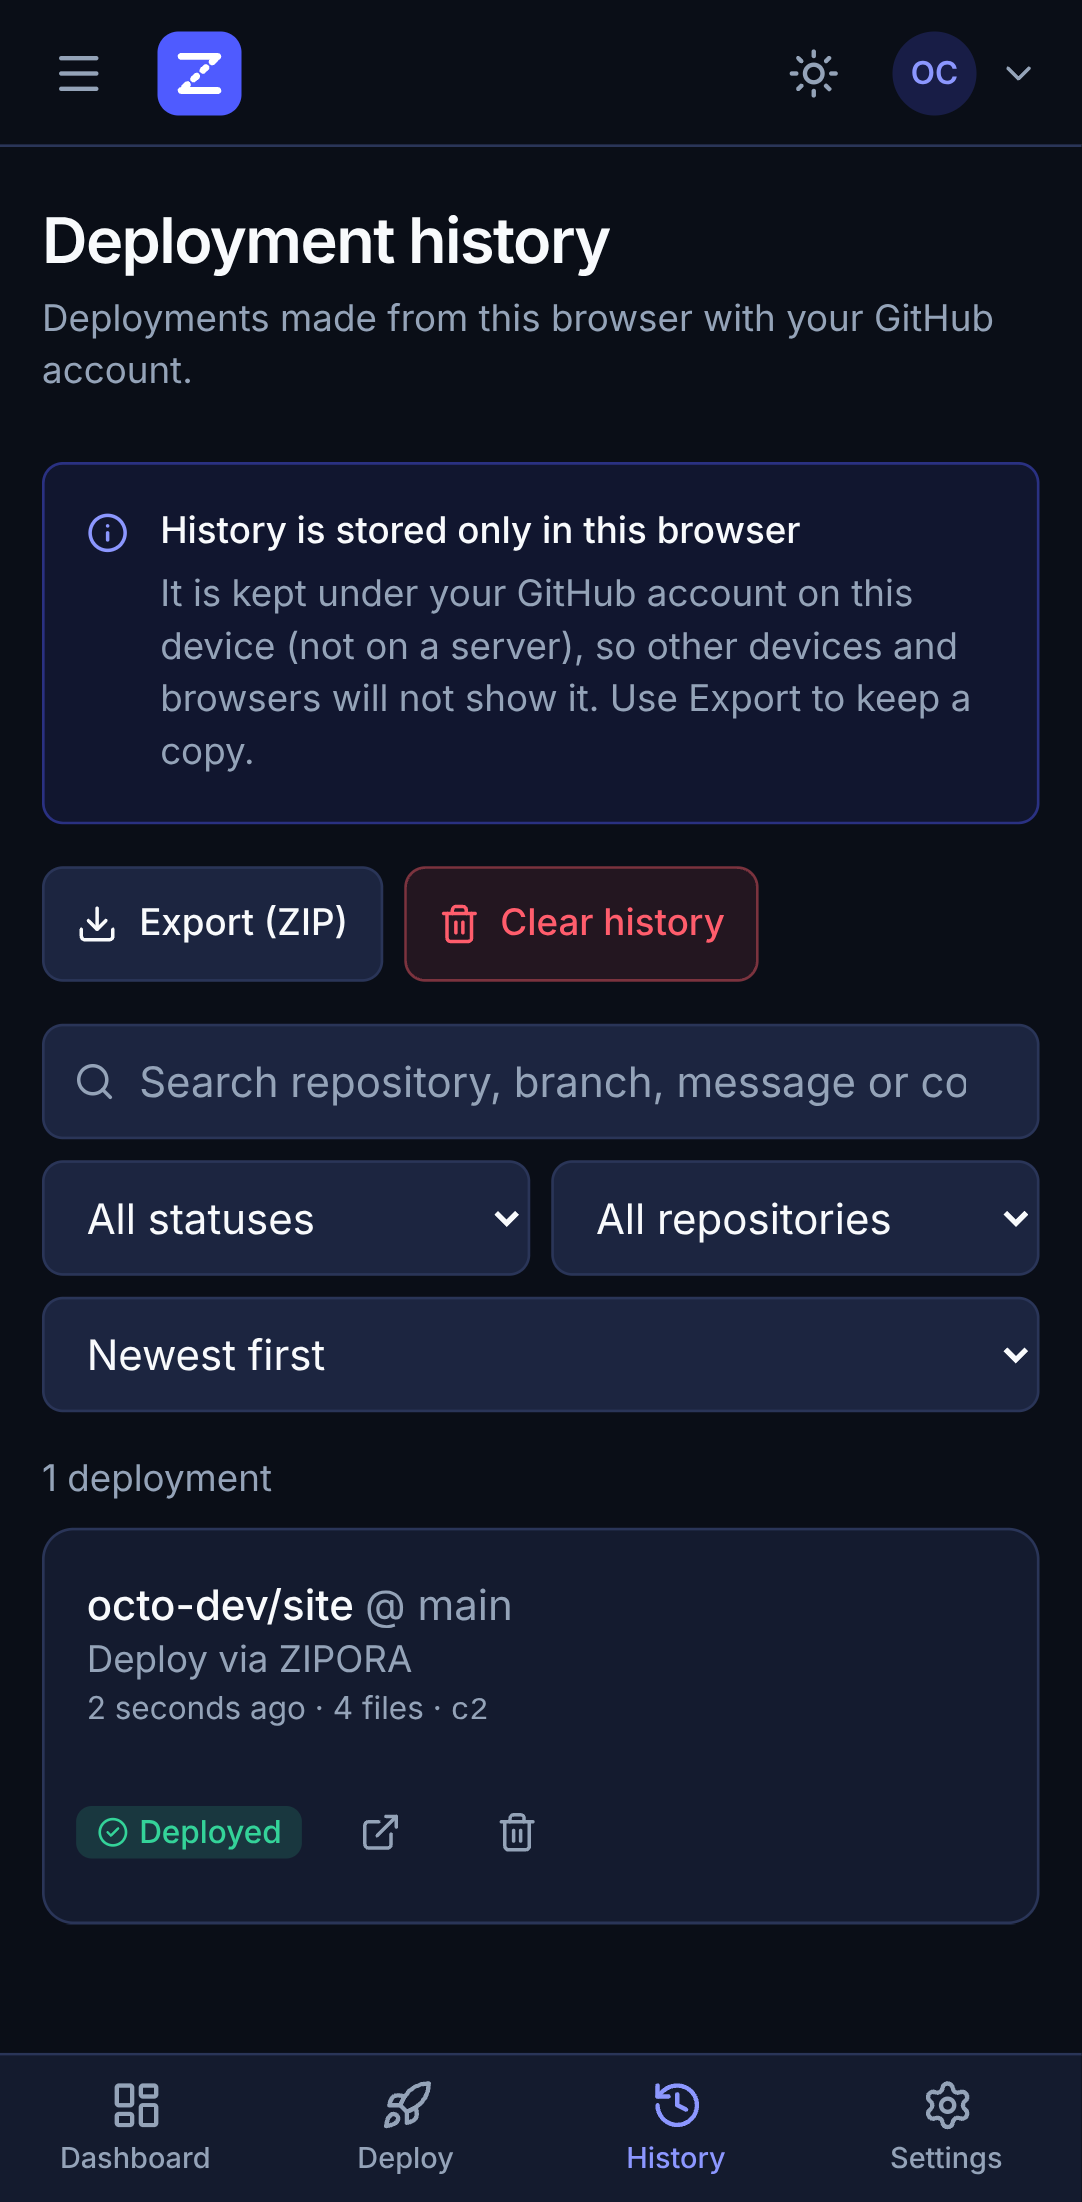 Z
OC
Deployment history
Deployments made from this browser with your GitHub
account.
History is stored only in this browser
It is kept under your GitHub account on this
device (not on a server), so other devices and
browsers will not show it. Use Export to keep a
copy.
Export (ZIP)
Clear history
Search repository, branch, message or co
All statuses
All repositories
Newest first
1 deployment
octo-dev/site @ main
Deploy via ZIPORA
2 seconds ago · 4 files · c2
Deployed
Dashboard
Deploy
History
Settings